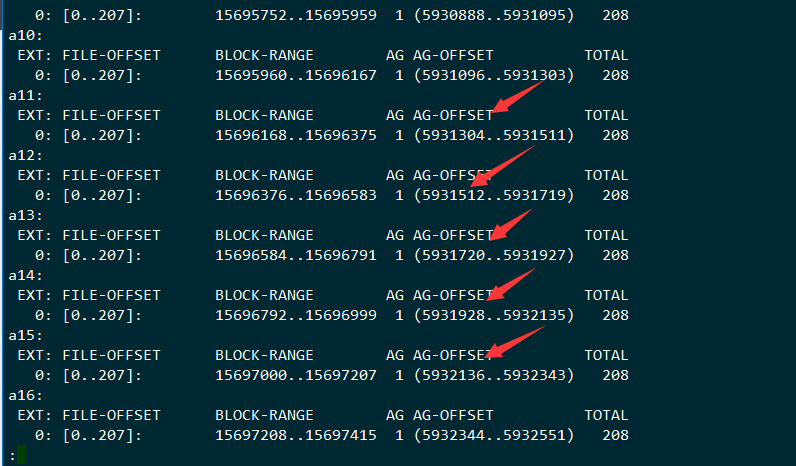 0: [0..207]: 15695752..15695959 1 (5930888..5931095) 208
a10:
EXT: FILE-OFFSET BLOCK-RANGE AG AG-OFFSET TOTAL
0: [0..207]: 15695960..15696167 1 (5931096..5931303) 208
a11:
EXT: FILE-OFFSET BLOCK-RANGE AG AG-OFFSET TOTAL
0: [0..207]: 15696168..15696375 1 (5931304..5931511) 208
a12:
EXT: FILE-OFFSET BLOCK-RANGE AG AG-OFFSET TOTAL
0: [0..207]: 15696376..15696583 1 (5931512..5931719) 208
a13:
EXT: FILE-OFFSET BLOCK-RANGE AG AG-OFFSET TOTAL
0: [0..207]: 15696584..15696791 1 (5931720..5931927) 208
a14:
EXT: FILE-OFFSET BLOCK-RANGE AG AG-OFFSET TOTAL
0: [0..207]: 15696792..15696999 1 (5931928..5932135) 208
a15:
EXT: FILE-OFFSET BLOCK-RANGE AG AG-OFFSET TOTAL
0: [0..207]: 15697000..15697207 1 (5932136..5932343) 208
a16:
EXT: FILE-OFFSET BLOCK-RANGE AG AG-OFFSET TOTAL
0: [0..207]: 15697208..15697415 1 (5932344..5932551) 208
: